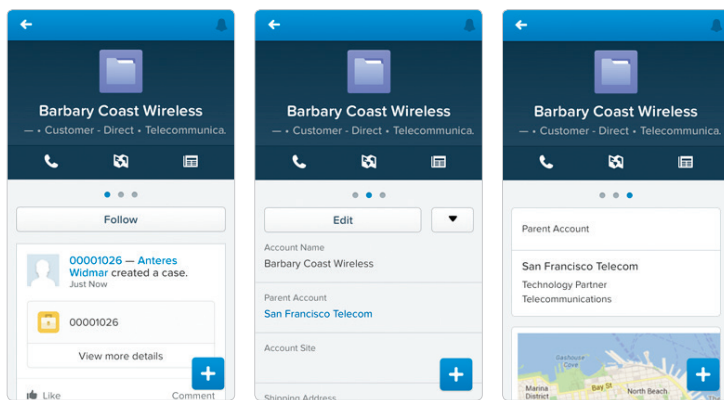 Barbary Coast Wireless
— • Customer - Direct • Telecommunica.
Follow
00001026 — Anteres
Widmar created a case.
Just Now
00001026
View more details
Like
Comment
Barbary Coast Wireless
— • Customer - Direct • Telecommunica.
Edit
Account Name
Barbary Coast Wireless
Parent Account
San Francisco Telecom
Account Site
Shipping Address
Barbary Coast Wireless
— • Customer - Direct • Telecommunica.
Parent Account
San Francisco Telecom
Technology Partner
Telecommunications
Gashouse
Cove
Marina
District
Bay St
North Beach